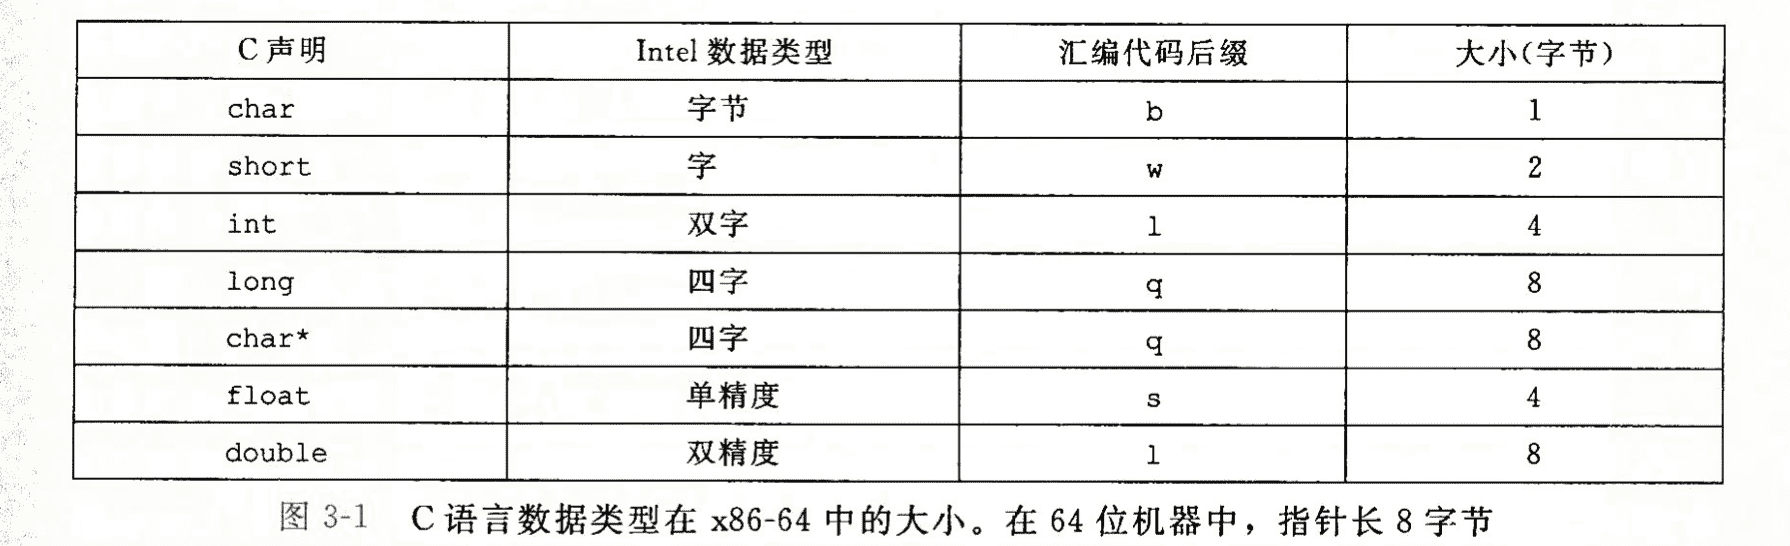 C声明 Intel 数据类型 汇编代码后缀 大小(字节)
char 字节 b 1
short 字 w 2
int 双字 l 4
long 四字 q 8
char* 四字 q 8
float 单精度 s 4
double 双精度 l 8
图 3-1 C 语言数据类型在 x86-64 中的大小。在 64 位机器中，指针长 8 字节